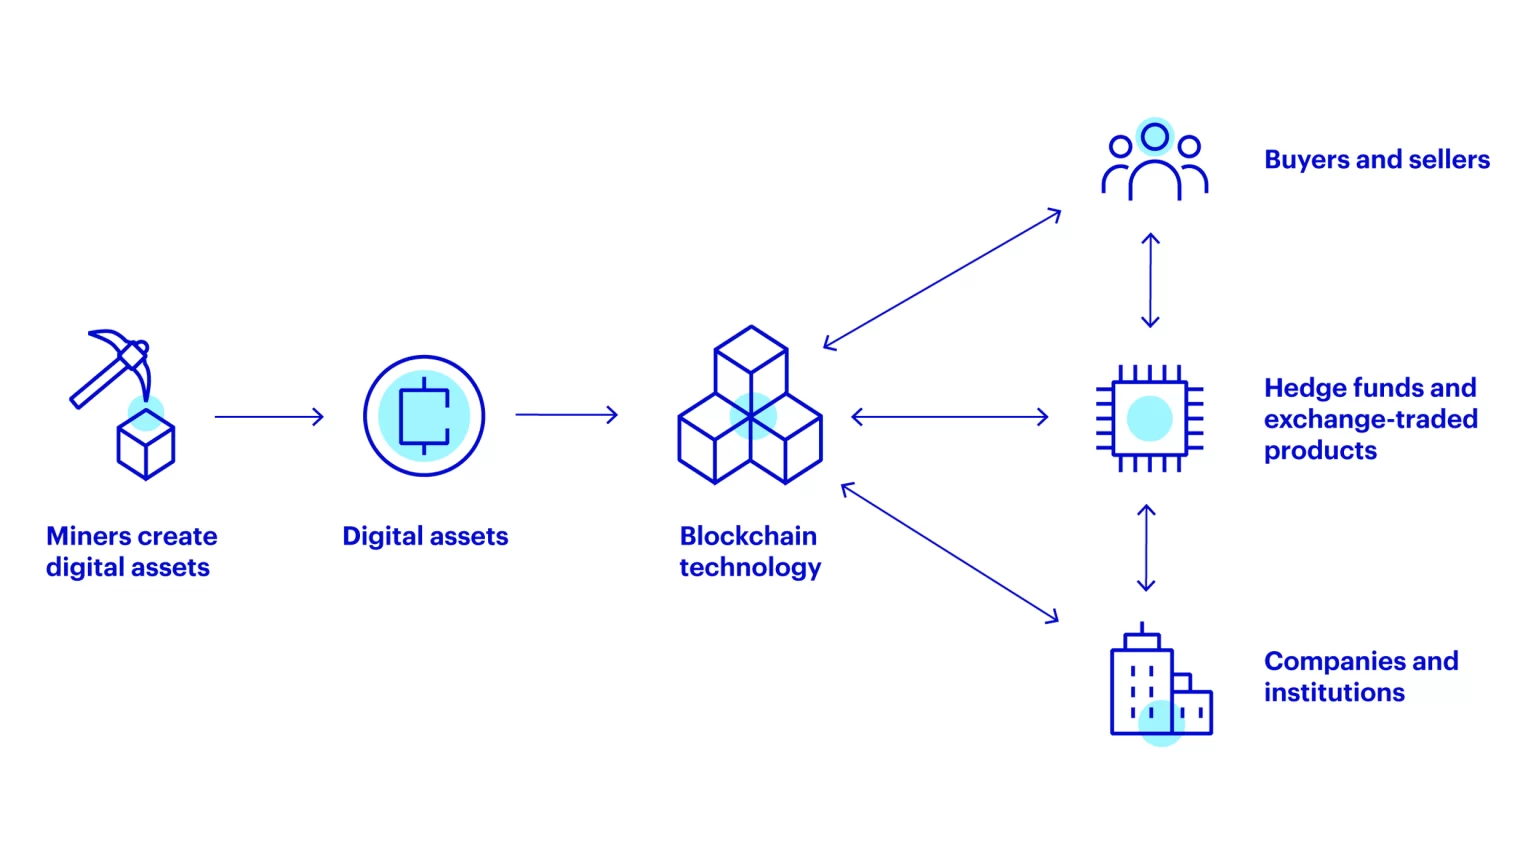 Buyers and sellers
Hedge funds and
exchange-traded
products
Miners create
digital assets
Digital assets
Blockchain
technology
Companies and
institutions